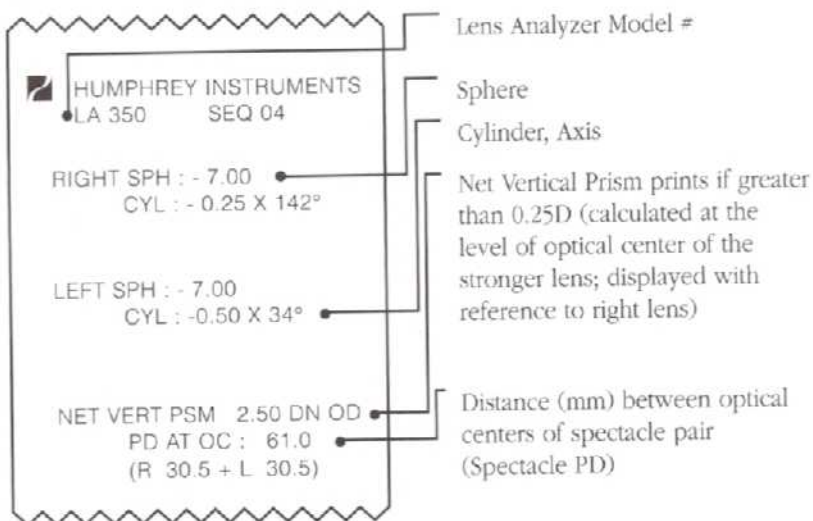 HUMPHREY INSTRUMENTS
LA 350 SEQ 04
RIGHT SPH : - 7.00
CYL : - 0.25 X 142°
LEFT SPH : - 7.00
CYL : -0.50 X 34°
NET VERT PSM 2.50 DN OD
PD AT OC : 61.0
(R 30.5 + L 30.5)
Lens Analyzer Model #
Sphere
Cylinder, Axis
Net Vertical Prism prints if greater
than 0.25D (calculated at the
level of optical center of the
stronger lens; displayed with
reference to right lens)
Distance (mm) between optical
centers of spectacle pair
(Spectacle PD)